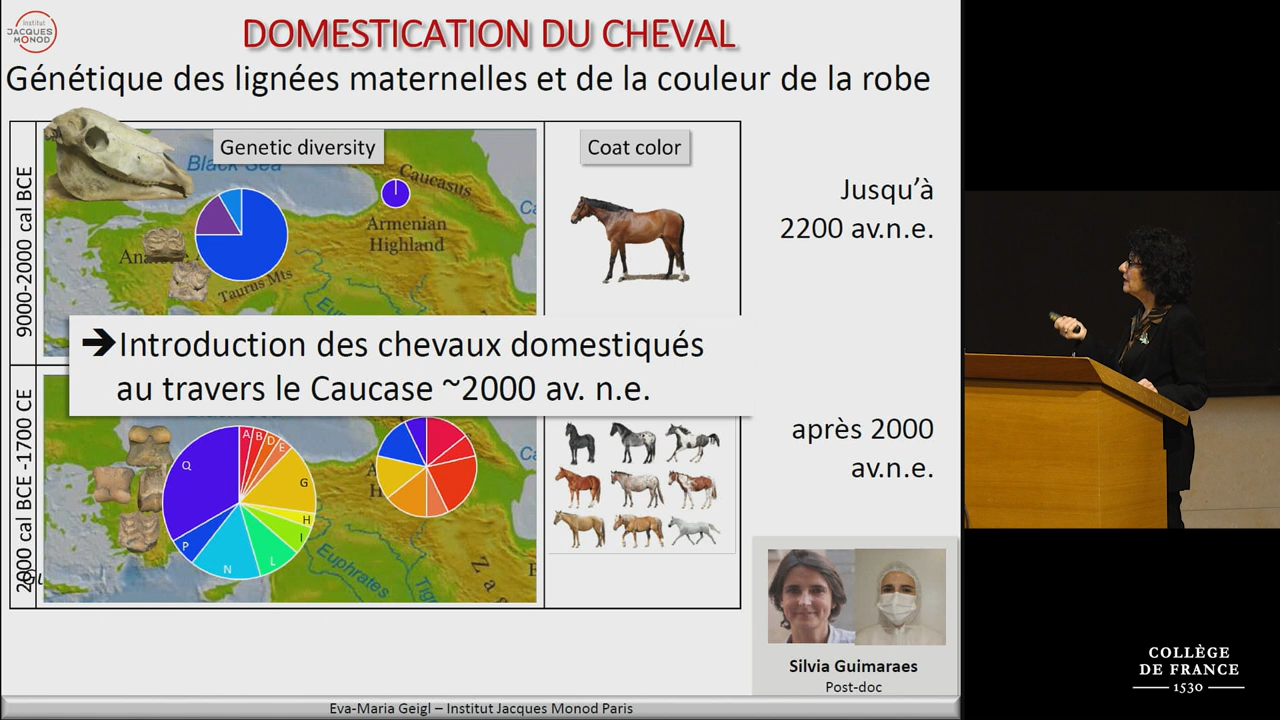 Institut
JACQUES
MONOD
DOMESTICATION DU CHEVAL
Génétique des lignées maternelles et de la couleur de la robe
9000-2000 cal BCE
Genetic diversity
Coat color
Black Sea
Caucasus
Armenian
Highland
Taurus Mts
Jusqu'à
2200 av.n.e.
➔Introduction des chevaux domestiqués
au travers le Caucase ~2000 av. n.e.
2000 cal BCE -1700 CE
A B D E
Q
G
H
I
L
N
P
Euphrates
Za
après 2000
av.n.e.
Silvia Guimaraes
Post-doc
Eva-Maria Geigl – Institut Jacques Monod Paris
COLLÈGE
DE FRANCE
1530